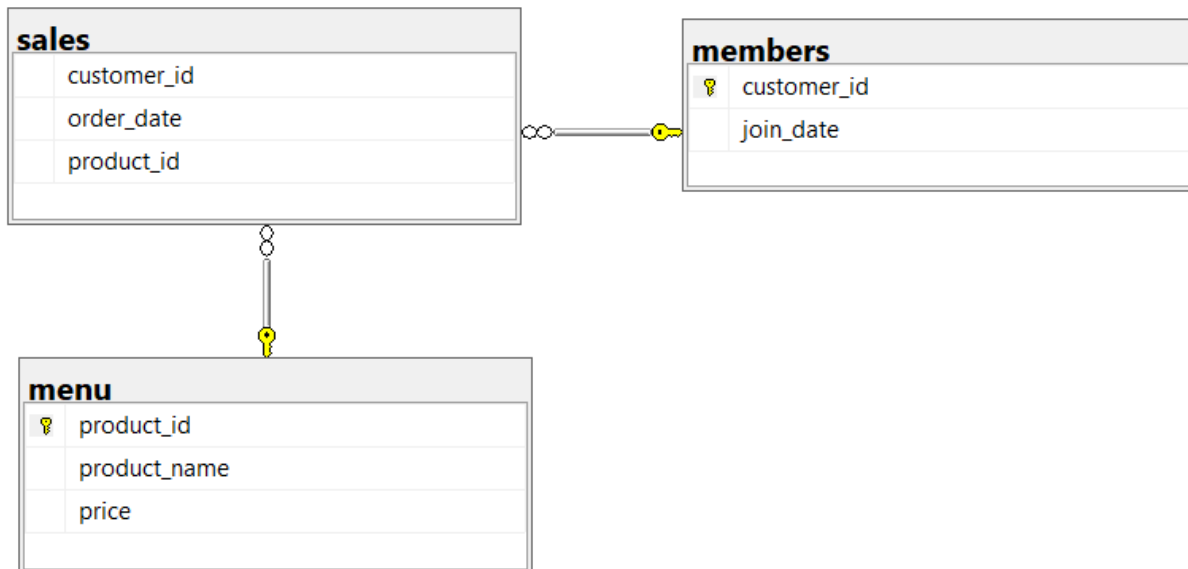 sales
customer_id
order_date
product_id
members
customer_id
join_date
menu
product_id
product_name
price